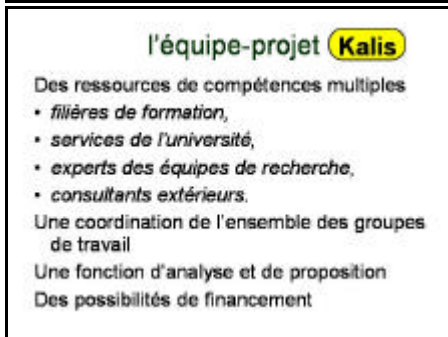 l'équipe-projet Kalis
Des ressources de compétences multiples
• filières de formation,
• services de l'université,
• experts des équipes de recherche,
• consultants extérieurs.
Une coordination de l'ensemble des groupes
de travail
Une fonction d'analyse et de proposition
Des possibilités de financement